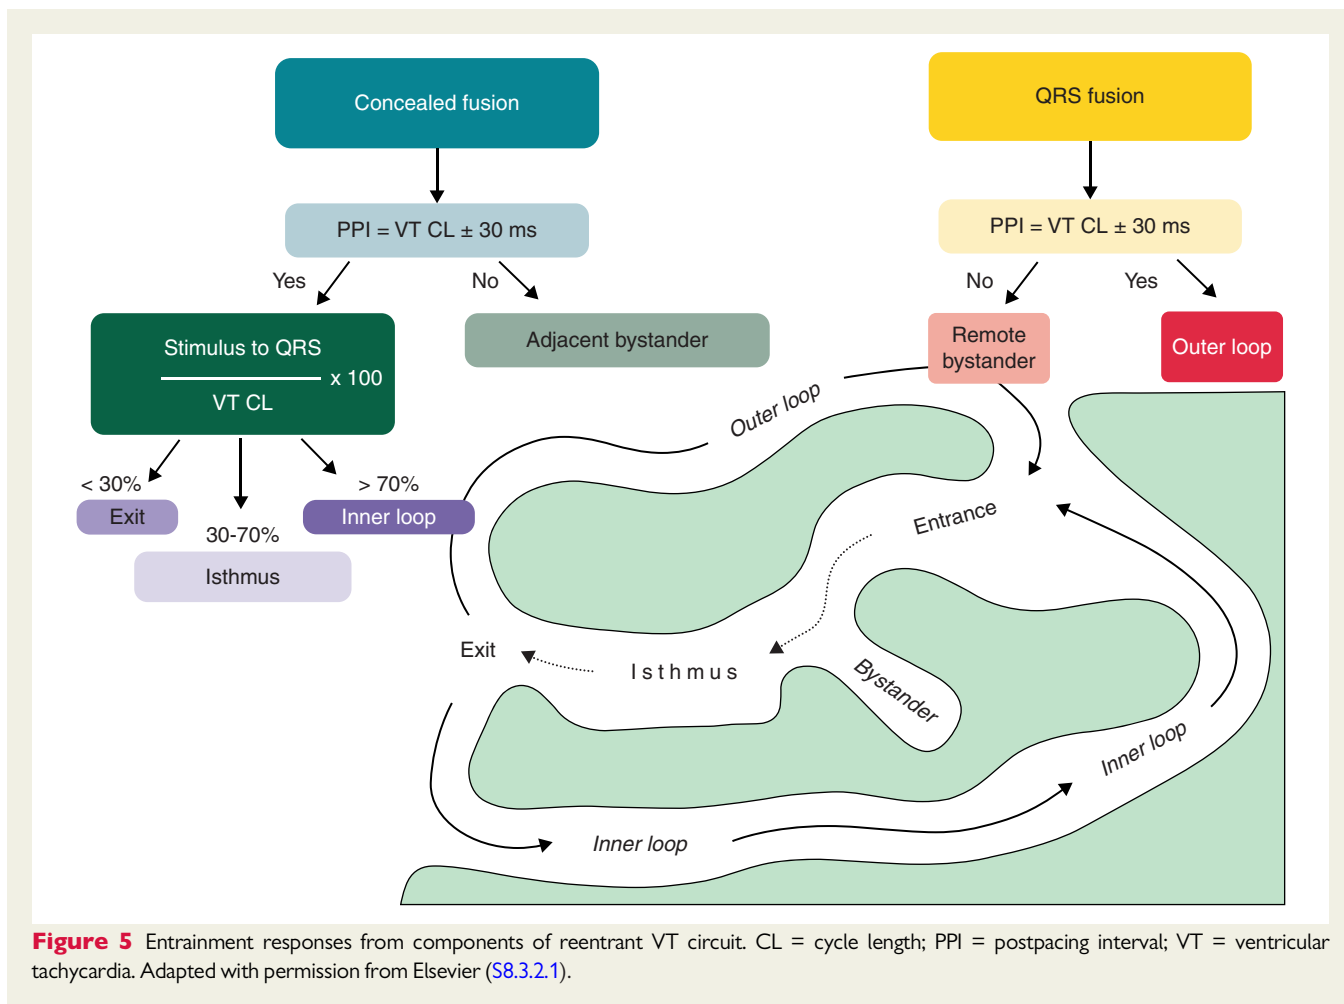 Concealed fusion
QRS fusion
PPI = VT CL ± 30 ms
PPI = VT CL ± 30 ms
Yes
No
No
Yes
Stimulus to QRS
x 100
VT CL
Adjacent bystander
Remote
bystander
Outer loop
< 30%
Exit
30-70%
Isthmus
> 70%
Inner loop
Outer loop
Entrance
Exit
Isthmus
Bystander
Inner loop
Inner loop
Figure 5 Entrainment responses from components of reentrant VT circuit. CL = cycle length; PPI = postpacing interval; VT = ventricular
tachycardia. Adapted with permission from Elsevier (S8.3.2.1).